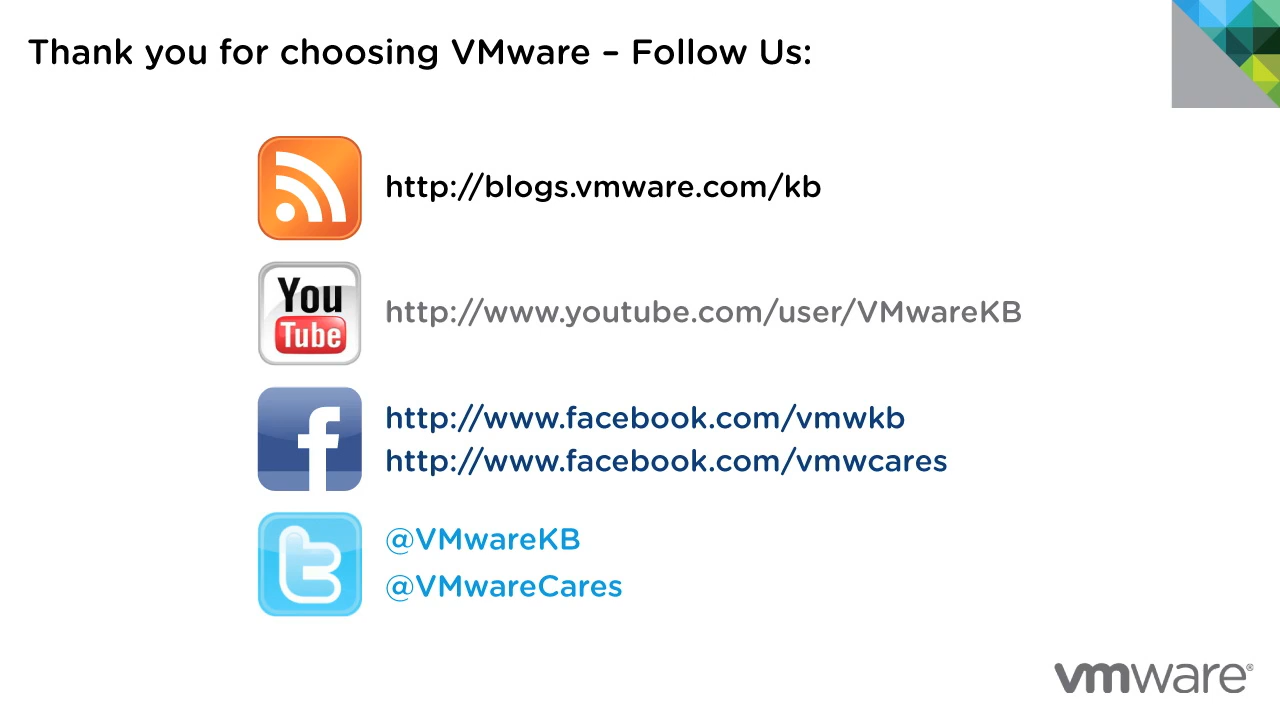 Thank you for choosing VMware – Follow Us:
http://blogs.vmware.com/kb
You
Tube
http://www.youtube.com/user/VMwareKB
http://www.facebook.com/vmwkb
http://www.facebook.com/vmwcares
@VMwareKB
@VMwareCares
vmware®